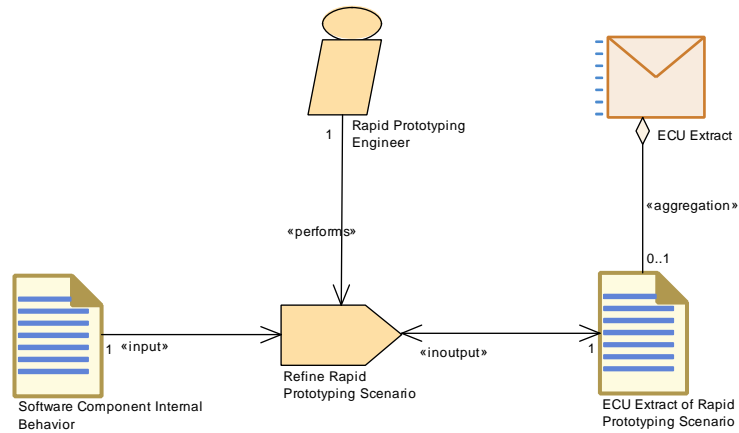 1
Rapid Prototyping
Engineer
ECU Extract
«aggregation»
«performs»
0..1
1
«input»
«inoutput»
1
Refine Rapid
Prototyping Scenario
Software Component Internal
Behavior
ECU Extract of Rapid
Prototyping Scenario